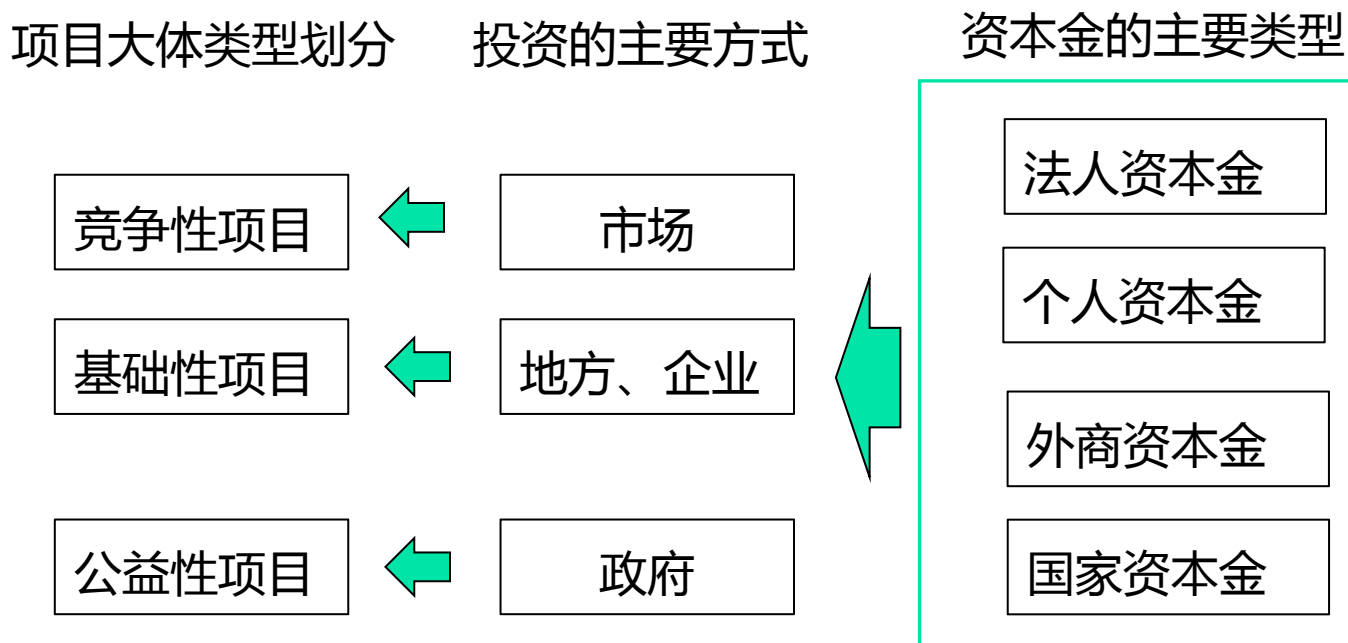 项目大体类型划分
投资的主要方式
资本金的主要类型
竞争性项目
市场
法人资本金
基础性项目
地方、企业
个人资本金
外商资本金
公益性项目
政府
国家资本金